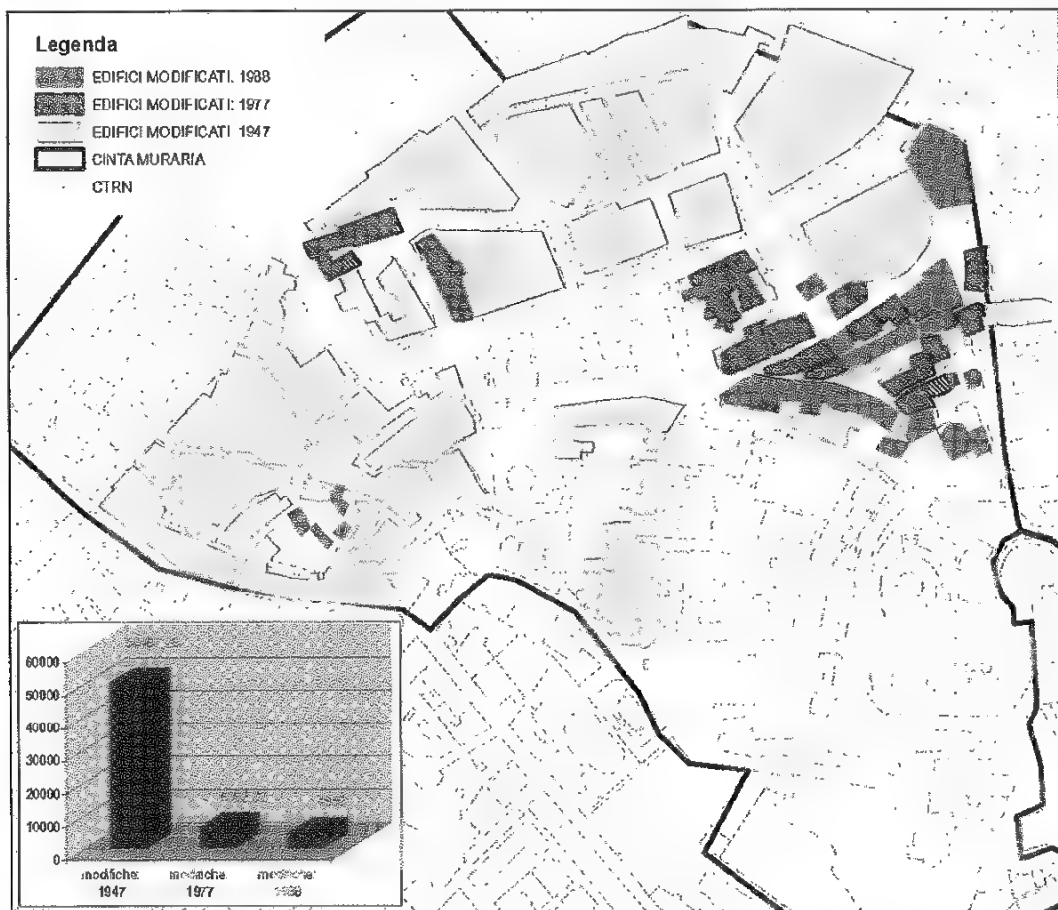 Legenda
EDIFICI MODIFICATI: 1988
EDIFICI MODIFICATI: 1977
EDIFICI MODIFICATI: 1947
CINTA MURARIA
CTRN
60000
50000
40000
30000
20000
10000
0
modifiche: modifiche: modifiche:
1947 1977 1988